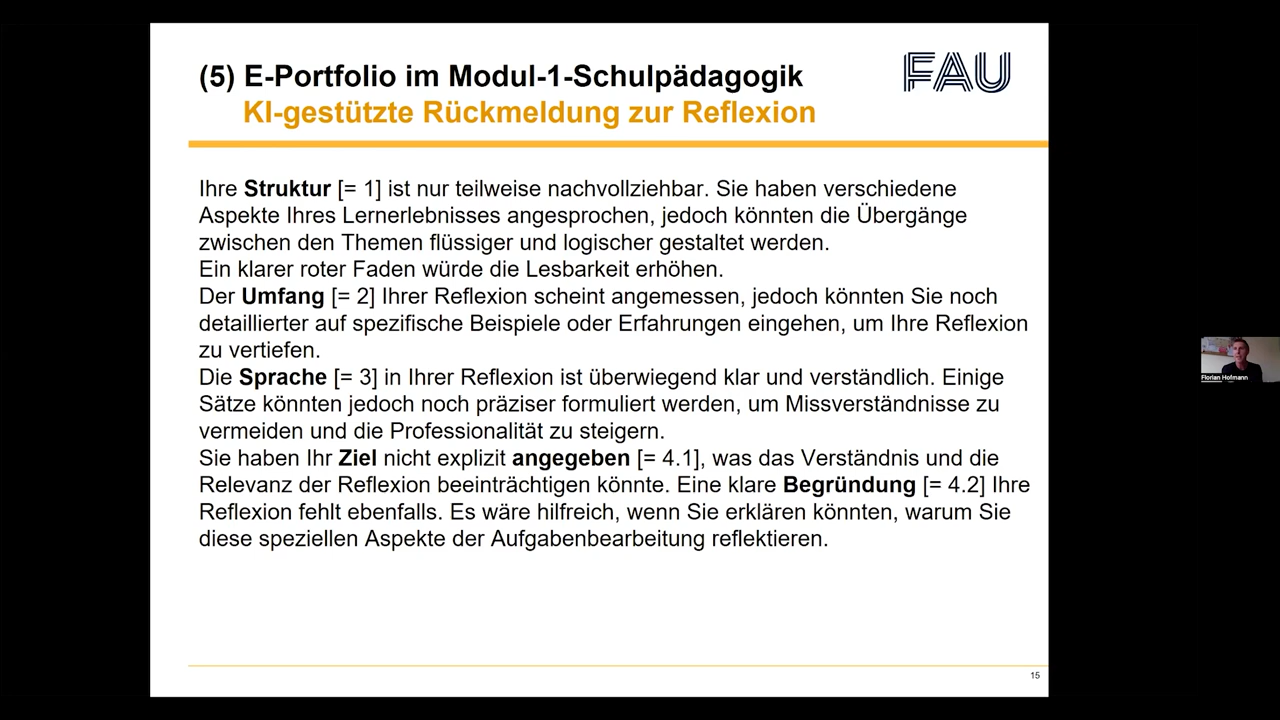 (5) E-Portfolio im Modul-1-Schulpädagogik
KI-gestützte Rückmeldung zur Reflexion
FAU
Ihre Struktur [= 1] ist nur teilweise nachvollziehbar. Sie haben verschiedene
Aspekte Ihres Lernerlebnisses angesprochen, jedoch könnten die Übergänge
zwischen den Themen flüssiger und logischer gestaltet werden.
Ein klarer roter Faden würde die Lesbarkeit erhöhen.
Der Umfang [= 2] Ihrer Reflexion scheint angemessen, jedoch könnten Sie noch
detaillierter auf spezifische Beispiele oder Erfahrungen eingehen, um Ihre Reflexion
zu vertiefen.
Die Sprache [= 3] in Ihrer Reflexion ist überwiegend klar und verständlich. Einige
Sätze könnten jedoch noch präziser formuliert werden, um Missverständnisse zu
vermeiden und die Professionalität zu steigern.
Sie haben Ihr Ziel nicht explizit angegeben [= 4.1], was das Verständnis und die
Relevanz der Reflexion beeinträchtigen könnte. Eine klare Begründung [= 4.2] Ihre
Reflexion fehlt ebenfalls. Es wäre hilfreich, wenn Sie erklären könnten, warum Sie
diese speziellen Aspekte der Aufgabenbearbeitung reflektieren.
15
Florian Hofmann